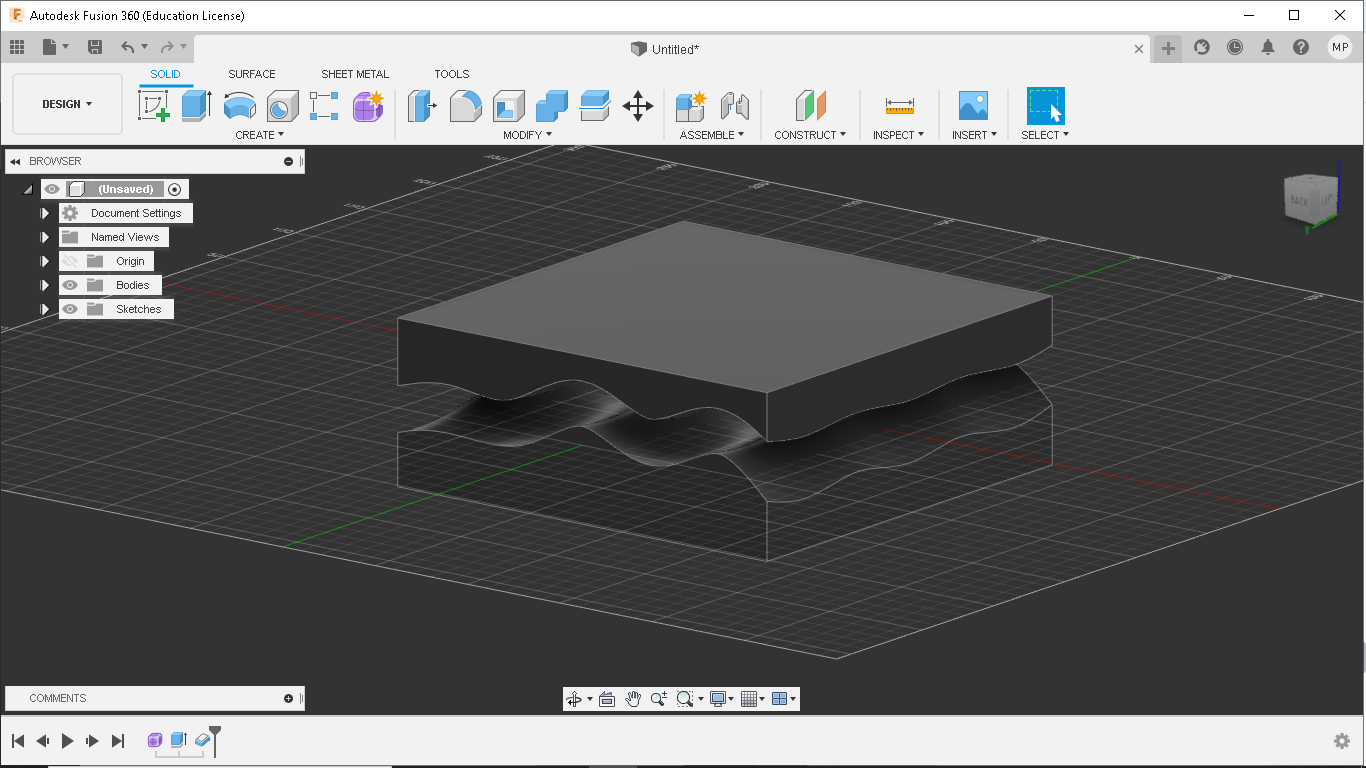 Autodesk Fusion 360 (Education License)
Untitled*
MP
SOLID
SURFACE
SHEET METAL
TOOLS
DESIGN
CREATE
MODIFY
ASSEMBLE
CONSTRUCT
INSPECT
INSERT
SELECT
BROWSER
(Unsaved)
Document Settings
Named Views
Origin
Bodies
Sketches
BACK
LEFT
Z
Y
COMMENTS